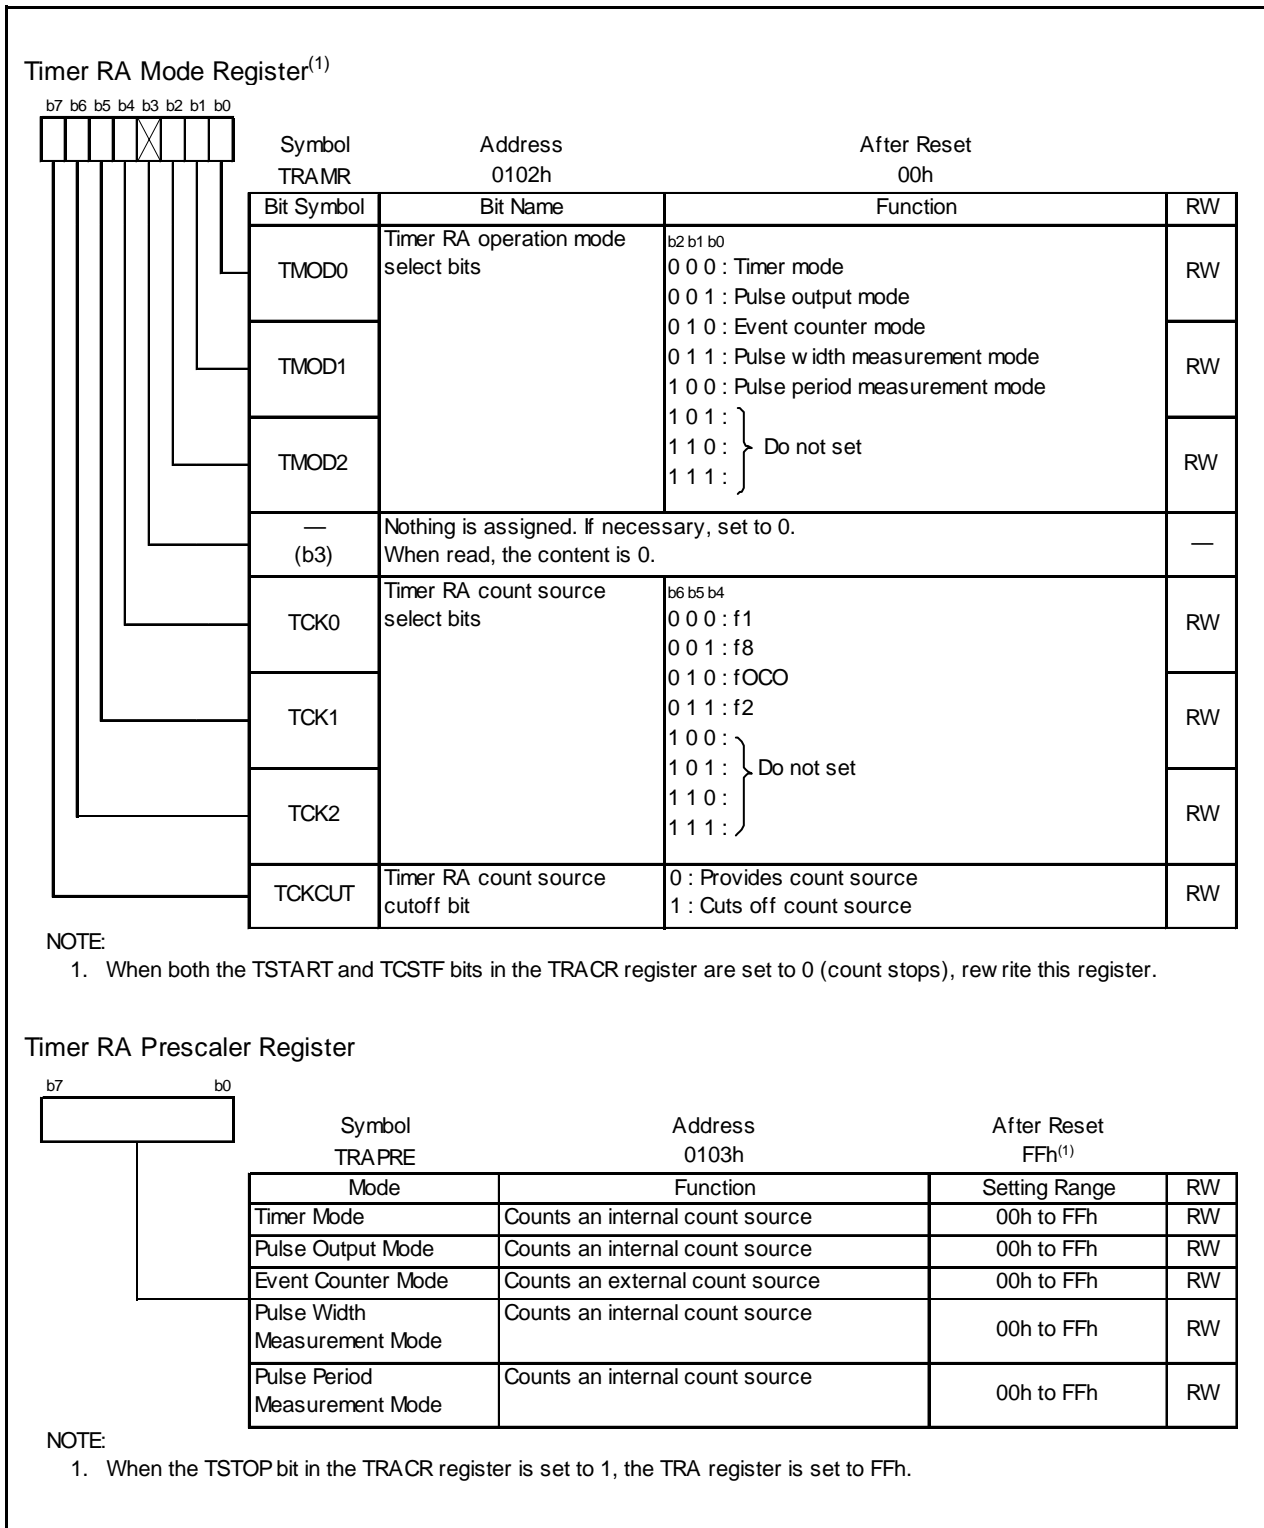 Timer RA Mode Register(1)
b7 b6 b5 b4 b3 b2 b1 b0
Symbol Address After Reset
TRAMR 0102h 00h
Bit Symbol Bit Name Function RW
TMOD0 Timer RA operation mode select bits b2 b1 b0 RW
0 0 0 : Timer mode
0 0 1 : Pulse output mode
0 1 0 : Event counter mode
TMOD1 0 1 1 : Pulse width measurement mode RW
1 0 0 : Pulse period measurement mode
1 0 1 :
TMOD2 1 1 0 : Do not set RW
1 1 1 :
— Nothing is assigned. If necessary, set to 0. —
(b3) When read, the content is 0.
TCK0 Timer RA count source select bits b6 b5 b4 RW
0 0 0 : f1
0 0 1 : f8
0 1 0 : fOCO
TCK1 0 1 1 : f2 RW
1 0 0 :
1 0 1 : Do not set
TCK2 1 1 0 : RW
1 1 1 :
TCKCUT Timer RA count source 0 : Provides count source RW
cutoff bit 1 : Cuts off count source
NOTE:
1. When both the TSTART and TCSTF bits in the TRACR register are set to 0 (count stops), rewrite this register.
Timer RA Prescaler Register
b7 b0
Symbol Address After Reset
TRAPRE 0103h FFh(1)
Mode Function Setting Range RW
Timer Mode Counts an internal count source 00h to FFh RW
Pulse Output Mode Counts an internal count source 00h to FFh RW
Event Counter Mode Counts an external count source 00h to FFh RW
Pulse Width Counts an internal count source 00h to FFh RW
Measurement Mode
Pulse Period Counts an internal count source 00h to FFh RW
Measurement Mode
NOTE:
1. When the TSTOP bit in the TRACR register is set to 1, the TRA register is set to FFh.